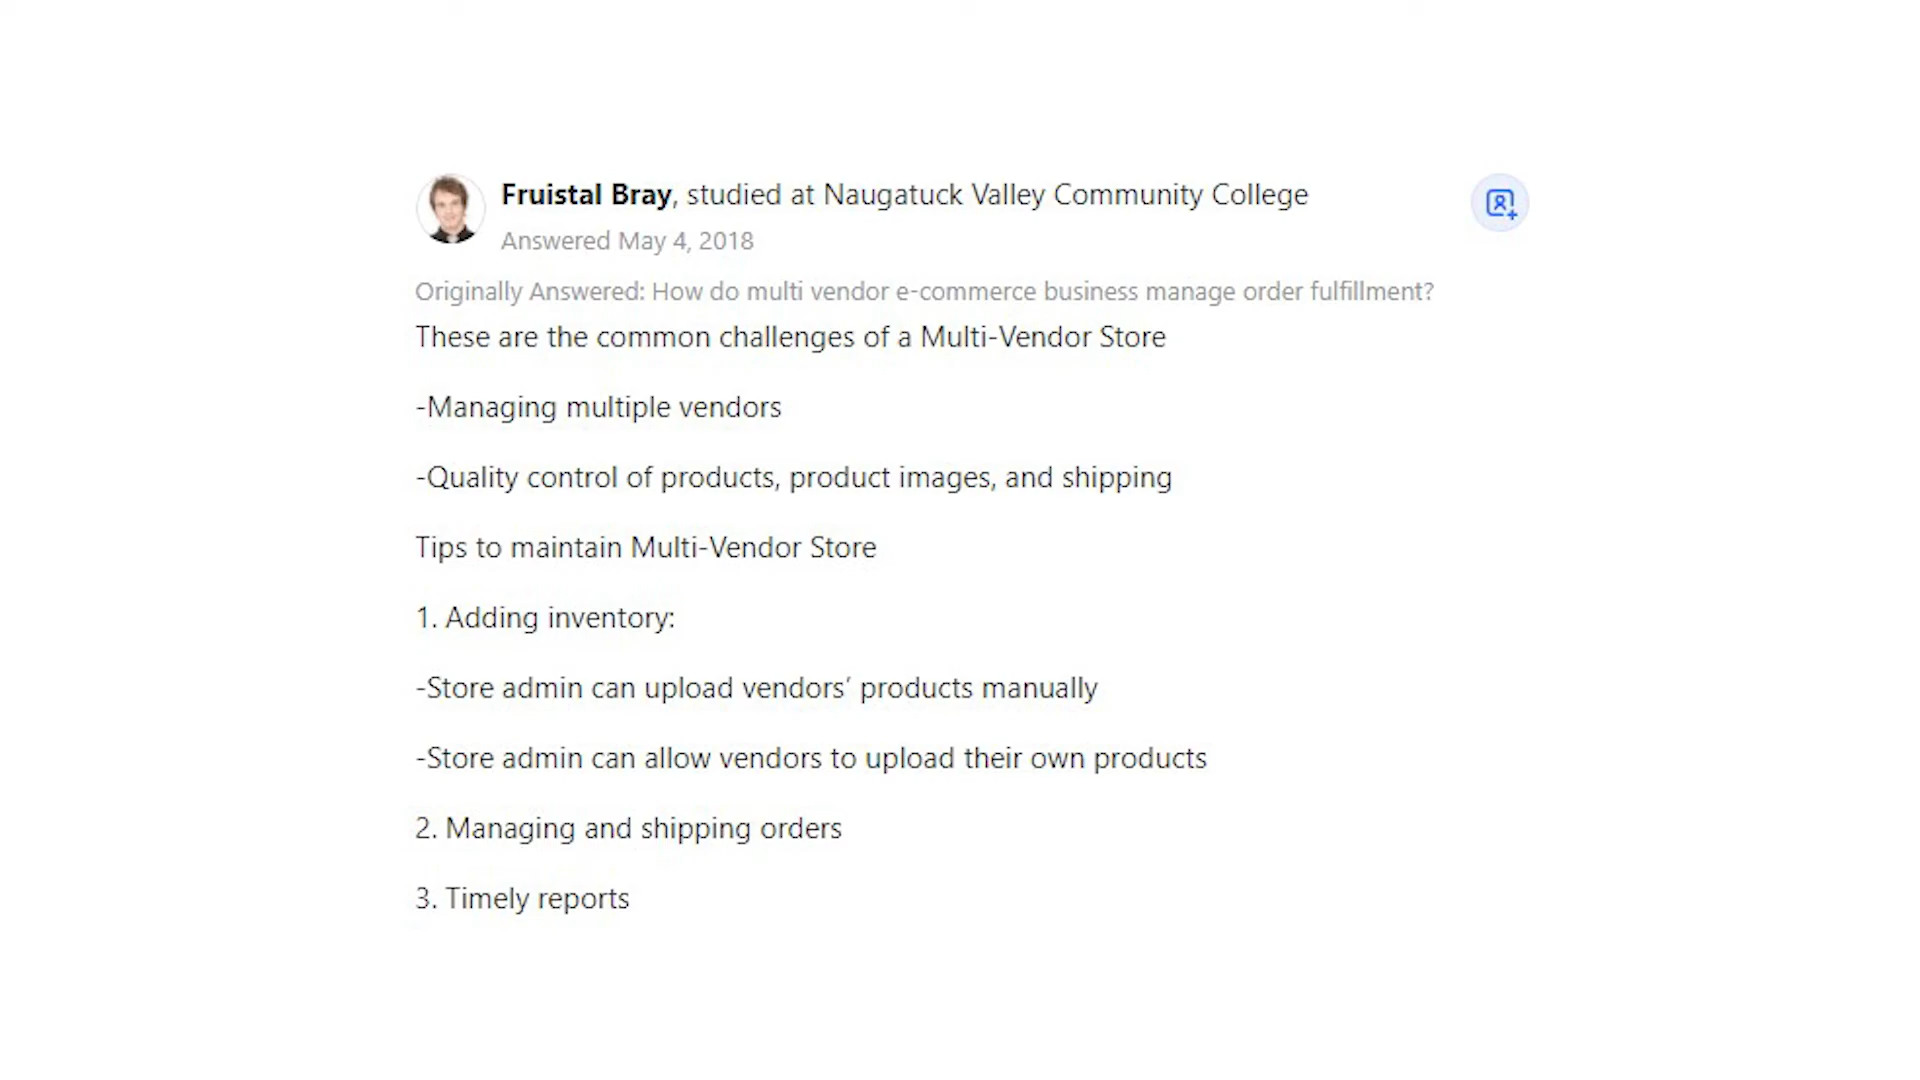 Fruistal Bray, studied at Naugatuck Valley Community College
Answered May 4, 2018
Originally Answered: How do multi vendor e-commerce business manage order fulfillment?
These are the common challenges of a Multi-Vendor Store
-Managing multiple vendors
-Quality control of products, product images, and shipping
Tips to maintain Multi-Vendor Store
1. Adding inventory:
-Store admin can upload vendors’ products manually
-Store admin can allow vendors to upload their own products
2. Managing and shipping orders
3. Timely reports